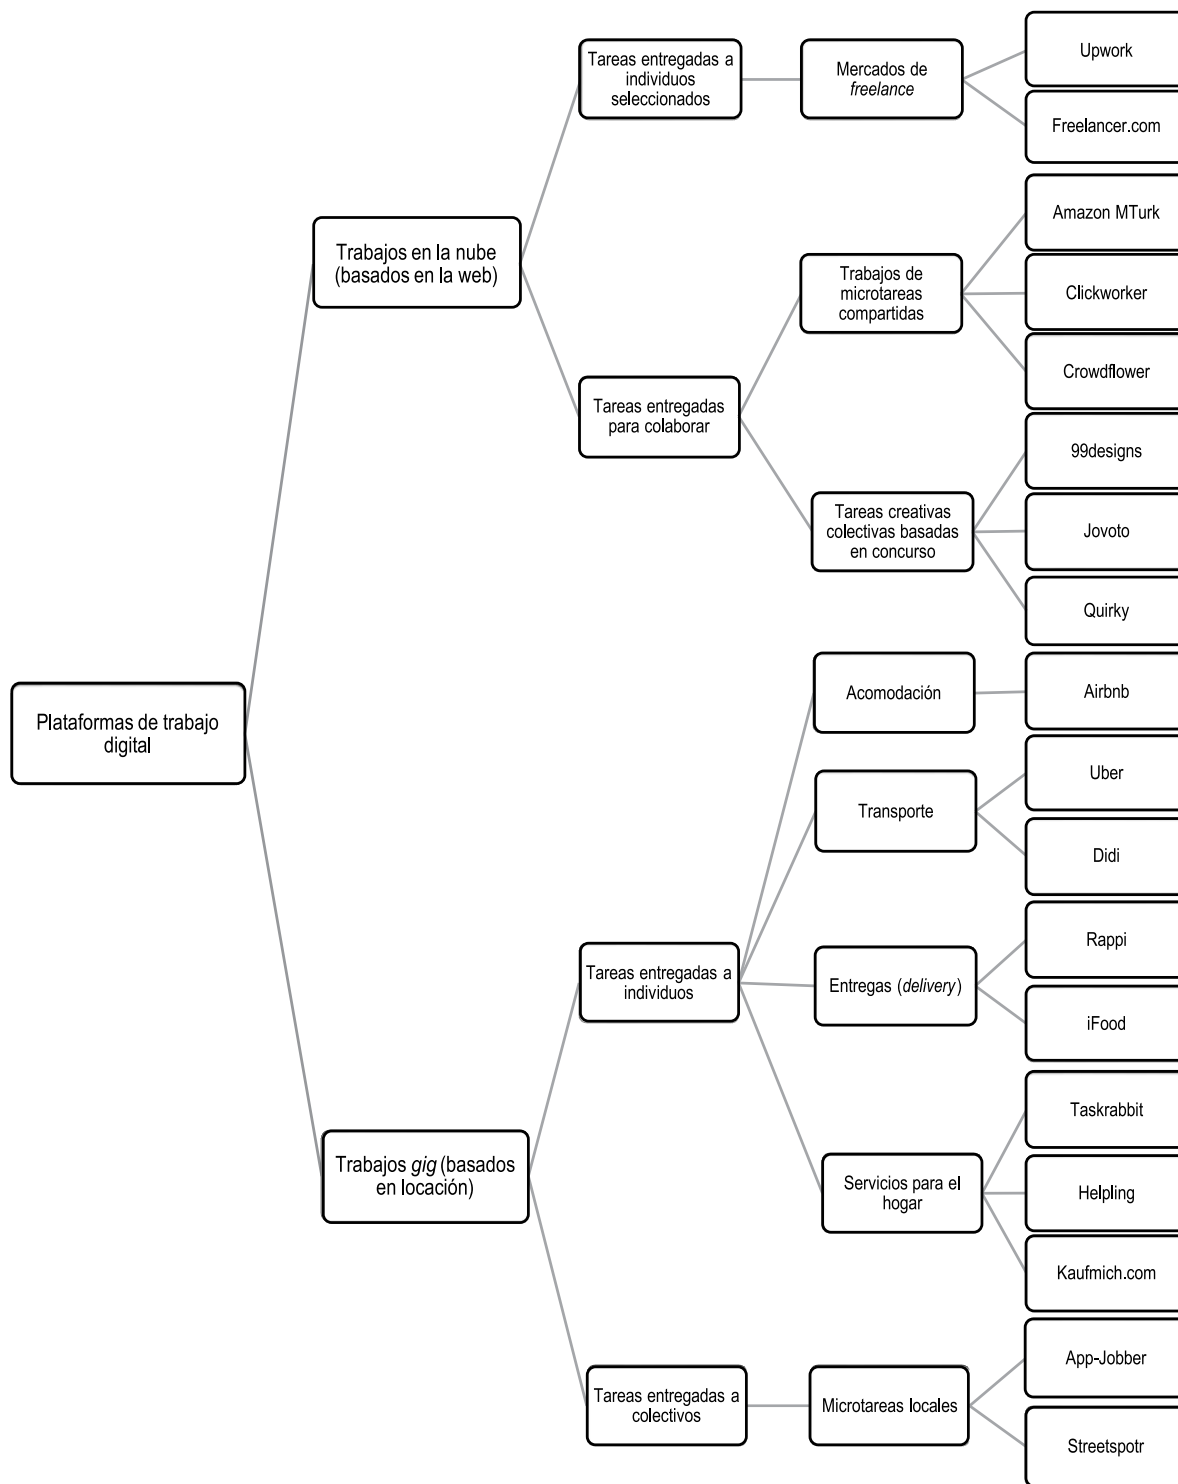 Plataformas de trabajo
digital
Trabajos en la nube
(basados en la web)
Tareas entregadas a
individuos
seleccionados
Mercados de
freelance
Upwork
Freelancer.com
Tareas entregadas
para colaborar
Trabajos de
microtareas
compartidas
Amazon MTurk
Clickworker
Crowdflower
Tareas creativas
colectivas basadas
en concurso
99designs
Jovoto
Quirky
Trabajos gig (basados
en locación)
Tareas entregadas a
individuos
Acomodación
Airbnb
Transporte
Uber
Didi
Entregas (delivery)
Rappi
iFood
Servicios para el
hogar
Taskrabbit
Helpling
Kaufmich.com
Tareas entregadas a
colectivos
Microtareas locales
App-Jobber
Streetspotr